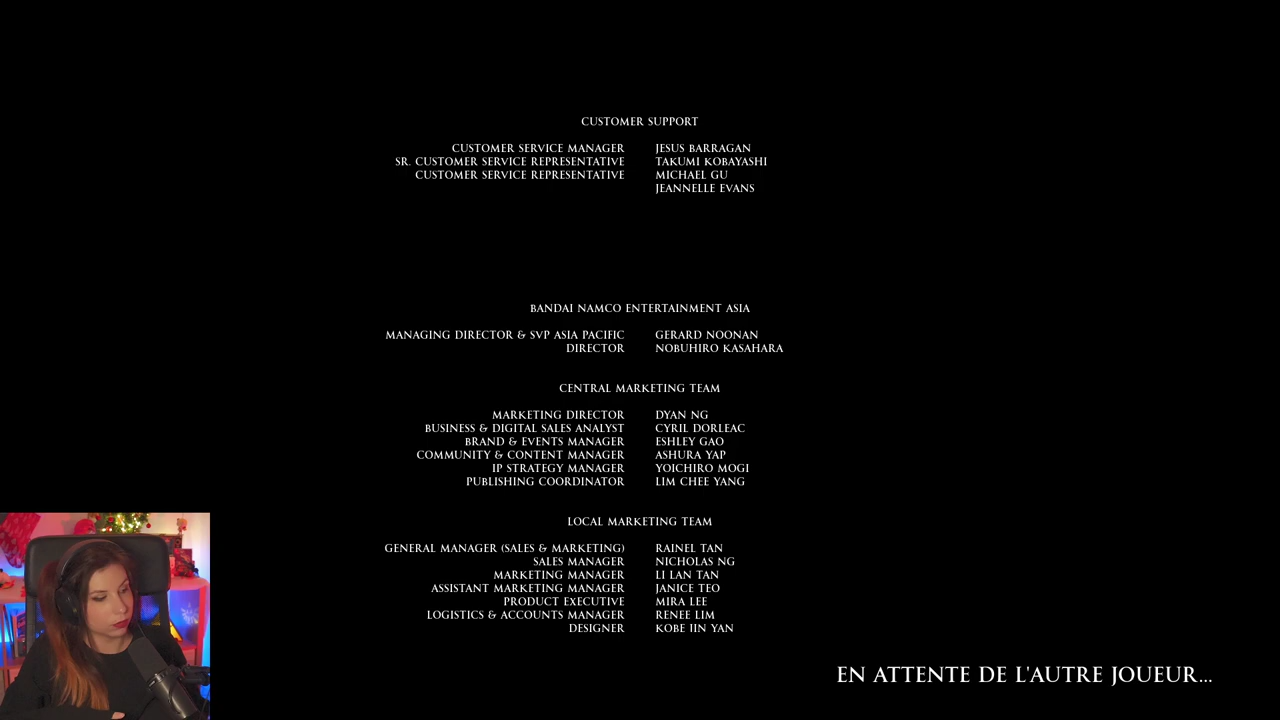 CUSTOMER SUPPORT
CUSTOMER SERVICE MANAGER JESUS BARRAGAN
SR. CUSTOMER SERVICE REPRESENTATIVE TAKUMI KOBAYASHI
CUSTOMER SERVICE REPRESENTATIVE MICHAEL GU
JEANNELLE EVANS
BANDAI NAMCO ENTERTAINMENT ASIA
MANAGING DIRECTOR & SVP ASIA PACIFIC GERARD NOONAN
DIRECTOR NOBUHIRO KASAHARA
CENTRAL MARKETING TEAM
MARKETING DIRECTOR DYAN NG
BUSINESS & DIGITAL SALES ANALYST CYRIL DORLEAC
BRAND & EVENTS MANAGER ESHLEY GAO
COMMUNITY & CONTENT MANAGER ASHURA YAP
IP STRATEGY MANAGER YOICHIRO MOGI
PUBLISHING COORDINATOR LIM CHEE YANG
LOCAL MARKETING TEAM
GENERAL MANAGER (SALES & MARKETING) RAINEL TAN
SALES MANAGER NICHOLAS NG
MARKETING MANAGER LI LAN TAN
ASSISTANT MARKETING MANAGER JANICE TEO
PRODUCT EXECUTIVE MIRA LEE
LOGISTICS & ACCOUNTS MANAGER RENEE LIM
DESIGNER KOBE JIN YAN
EN ATTENTE DE L'AUTRE JOUEUR...